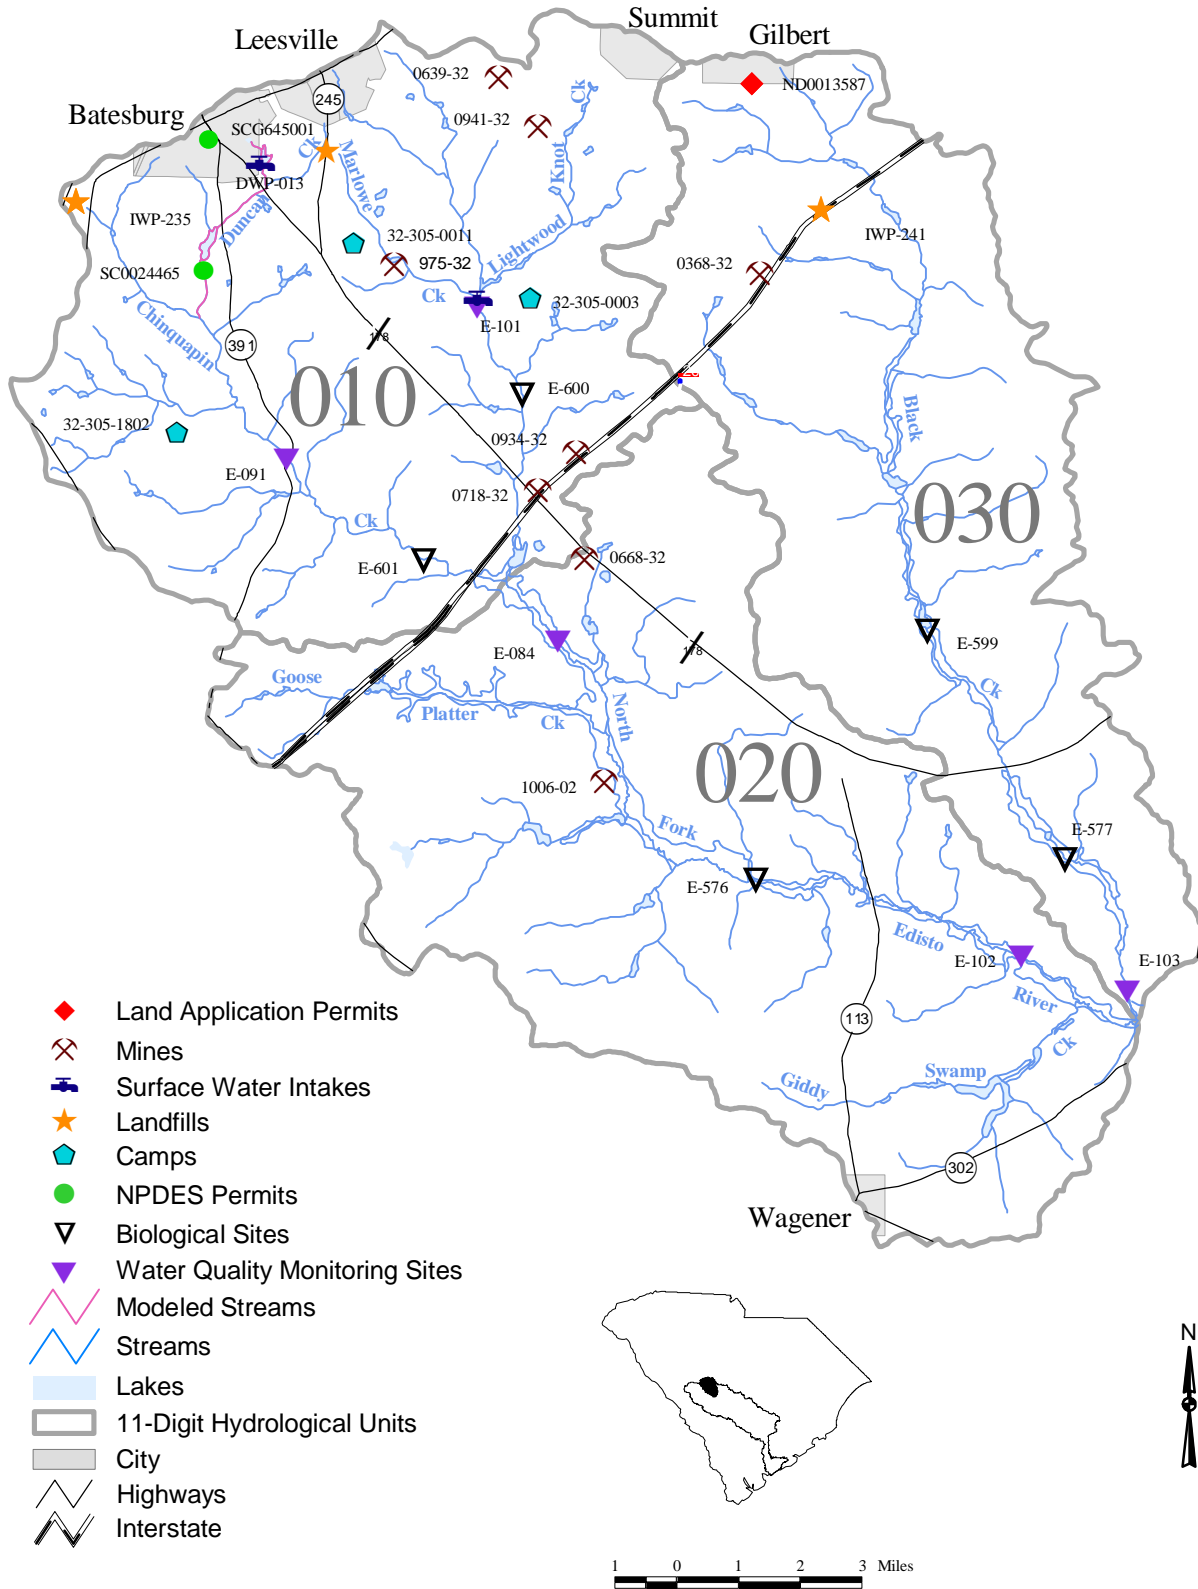 Summit
Leesville
Gilbert
0639-32
ND0013587
245
Batesburg
0941-32
Ck
SCG645001
Ck
Marlowe
Knot
DWP-013
IWP-235
Duncan
32-305-0011
Lightwood
IWP-241
975-32
0368-32
SC0024465
Ck
32-305-0003
Chinquapin
E-101
178
391
010
E-600
Black
32-305-1802
0934-32
E-091
0718-32
030
Ck
0668-32
E-601
E-599
E-084
178
Goose
Ck
Platter
Ck
North
020
1006-02
Fork
E-577
E-576
Edisto
E-102
E-103
River
113
Ck
Swamp
Giddy
302
Wagener
Land Application Permits
Mines
Surface Water Intakes
Landfills
Camps
NPDES Permits
Biological Sites
Water Quality Monitoring Sites
Modeled Streams
Streams
Lakes
11-Digit Hydrological Units
City
Highways
Interstate
N
1 0 1 2 3 Miles